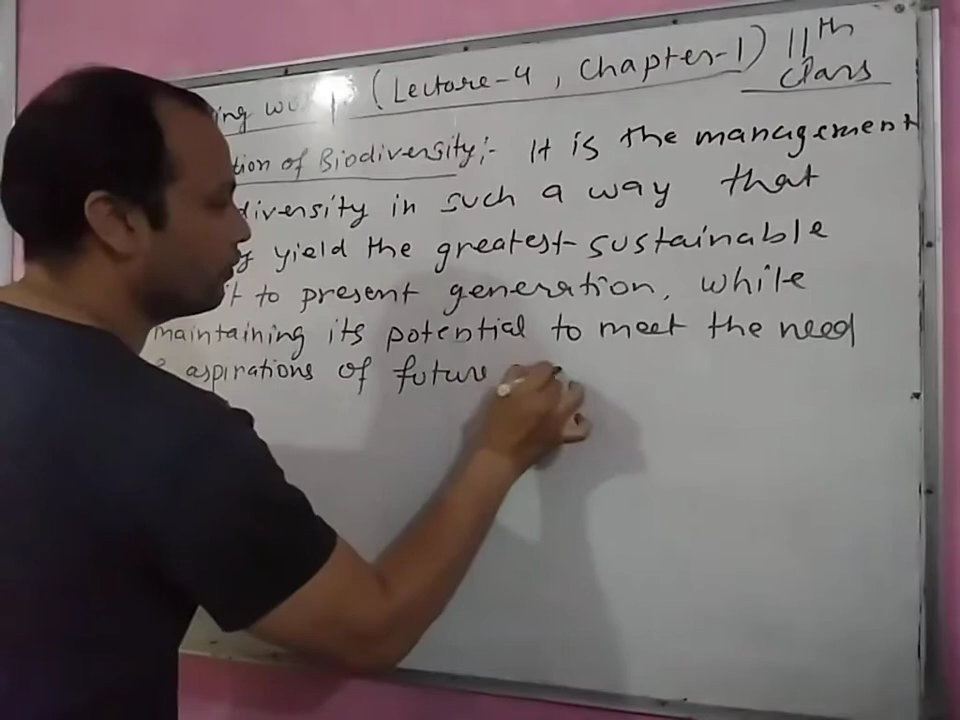 ing wo (Lecture-4, Chapter-1) 11th class
tion of Biodiversity:- It is the management
diversity in such a way that
yield the greatest sustainable
to present generation, while
maintaining its potential to meet the need
aspirations of future